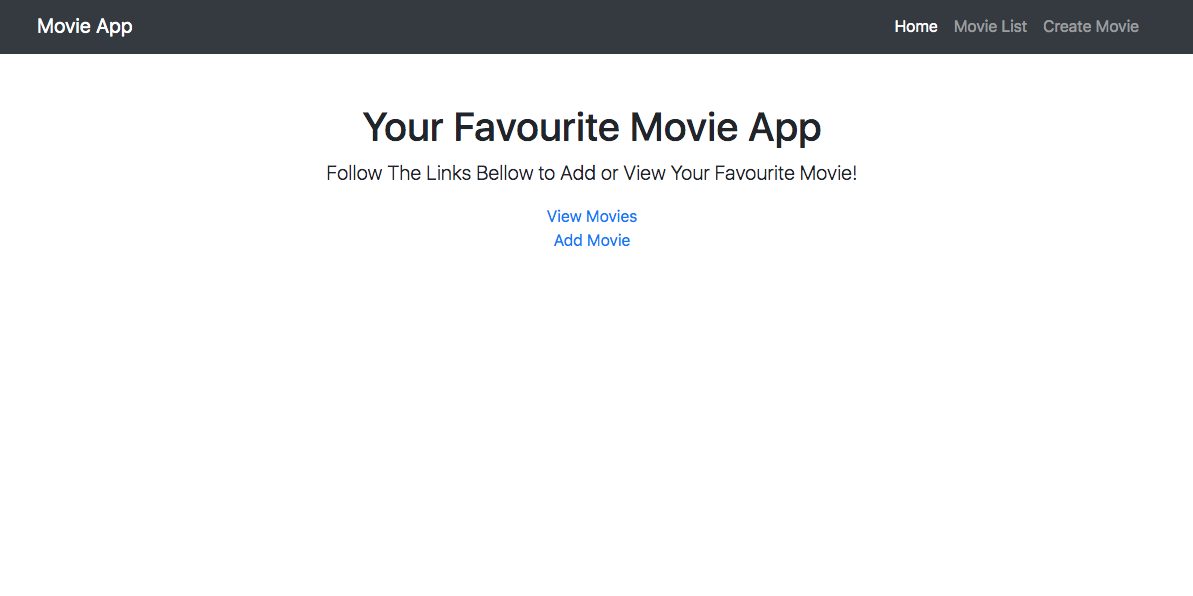 Movie App
Home Movie List Create Movie
Your Favourite Movie App
Follow The Links Bellow to Add or View Your Favourite Movie!
View Movies
Add Movie